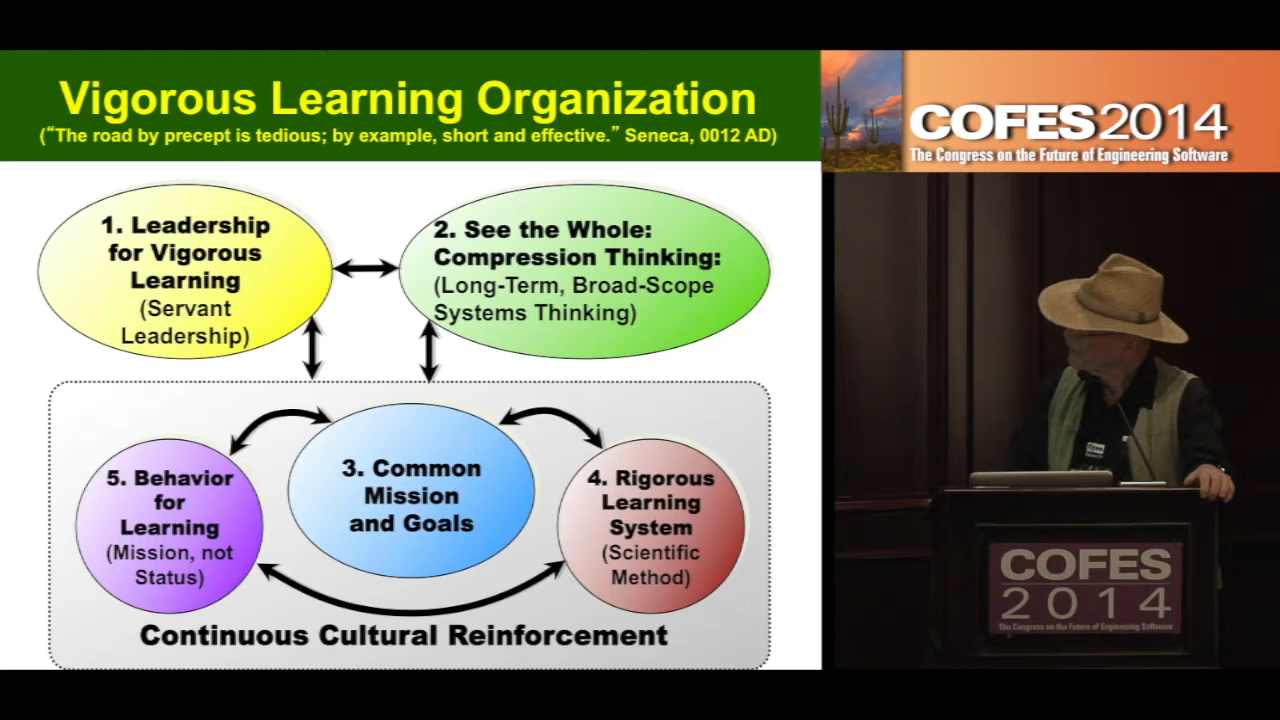 Vigorous Learning Organization
(“The road by precept is tedious; by example, short and effective.” Seneca, 0012 AD)
COFES2014
The Congress on the Future of Engineering Software
1. Leadership
for Vigorous
Learning
(Servant
Leadership)
2. See the Whole:
Compression Thinking:
(Long-Term, Broad-Scope
Systems Thinking)
3. Common
Mission
and Goals
4. Rigorous
Learning
System
(Scientific
Method)
5. Behavior
for
Learning
(Mission, not
Status)
Continuous Cultural Reinforcement
COFES
2014
The Congress on the Future of Engineering Software